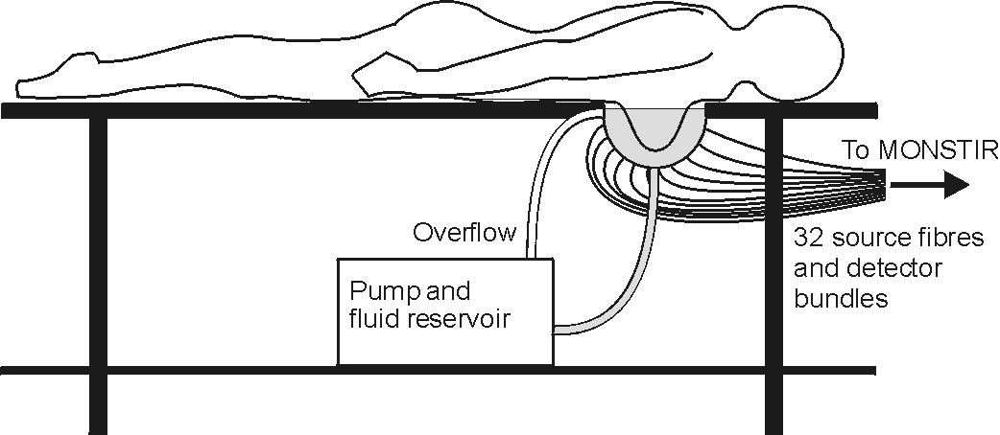 To MONSTIR
Overflow
32 source fibres
and detector
bundles
Pump and
fluid reservoir